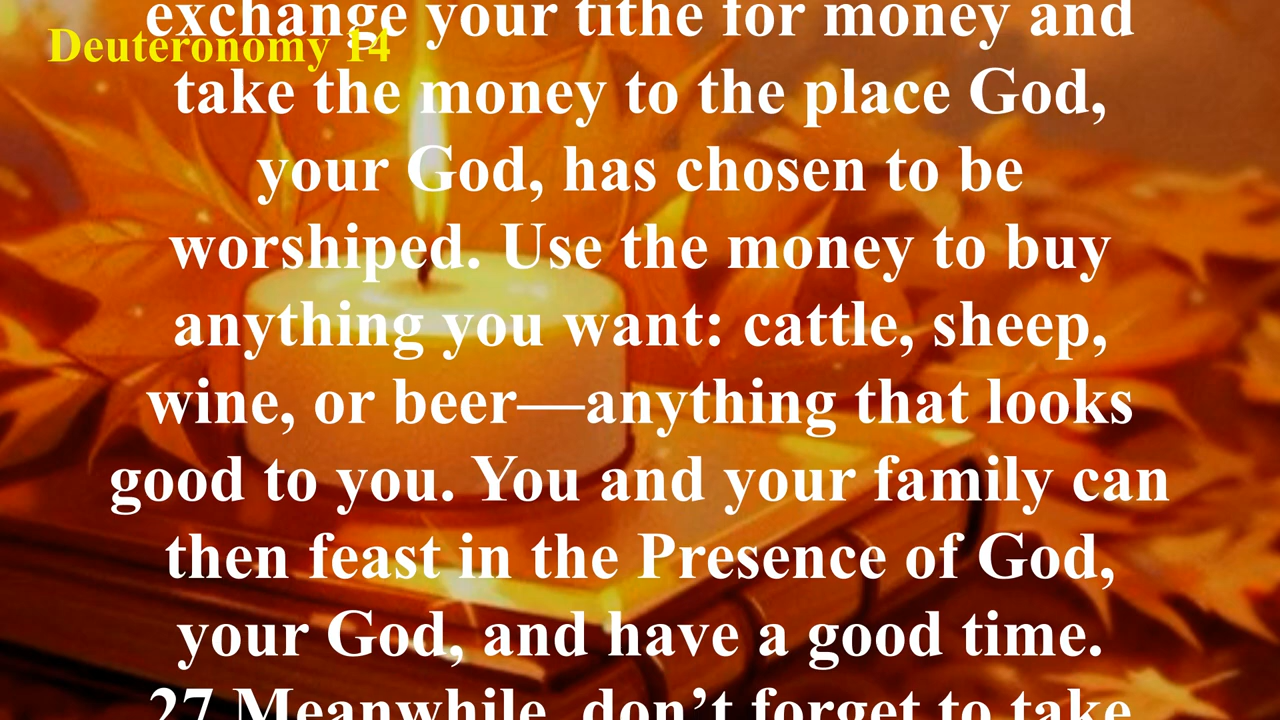 exchange your tithe for money and
Deuteronomy 14
take the money to the place God,
your God, has chosen to be
worshiped. Use the money to buy
anything you want: cattle, sheep,
wine, or beer—anything that looks
good to you. You and your family can
then feast in the Presence of God,
your God, and have a good time.
27 Meanwhile, don’t forget to take